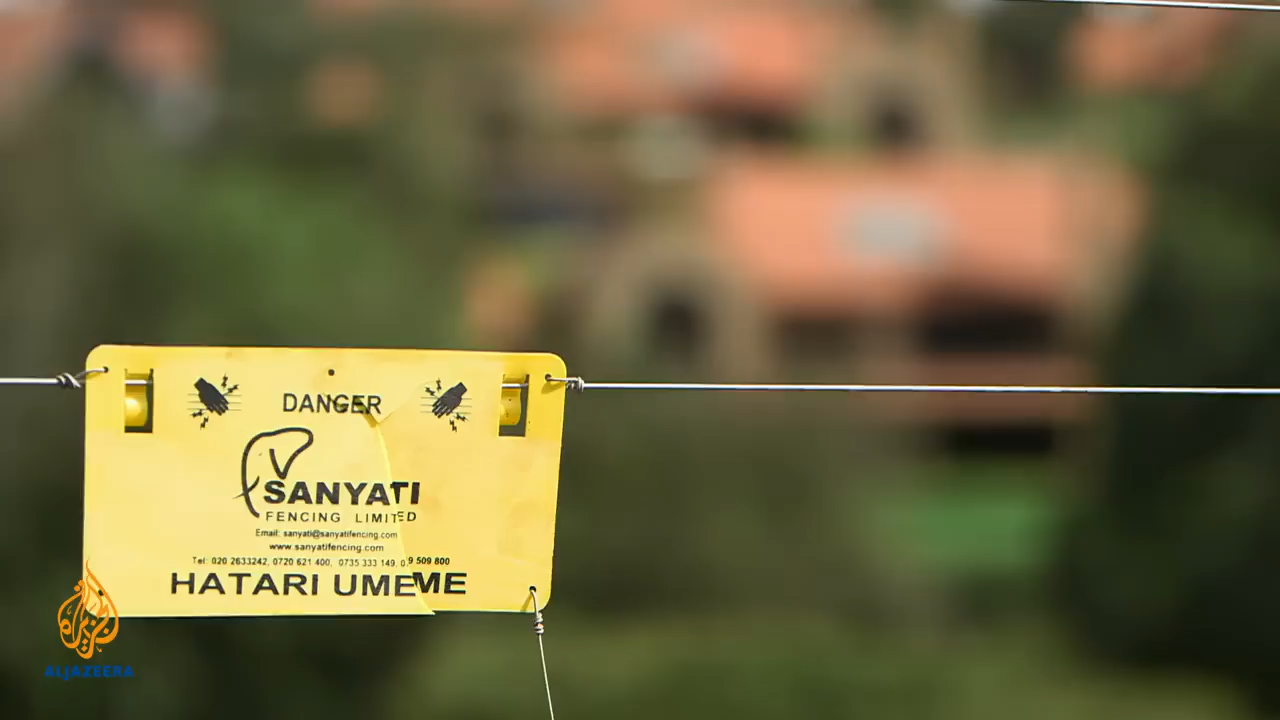 DANGER
SANYATI
FENCING LIMITED
Email: sanyati@sanyatifencing.com
www.sanyatifencing.com
Tel: 020 2633242, 0720 621 400, 0735 333 149, 0 9 509 800
HATARI UMEME
ALJAZEERA